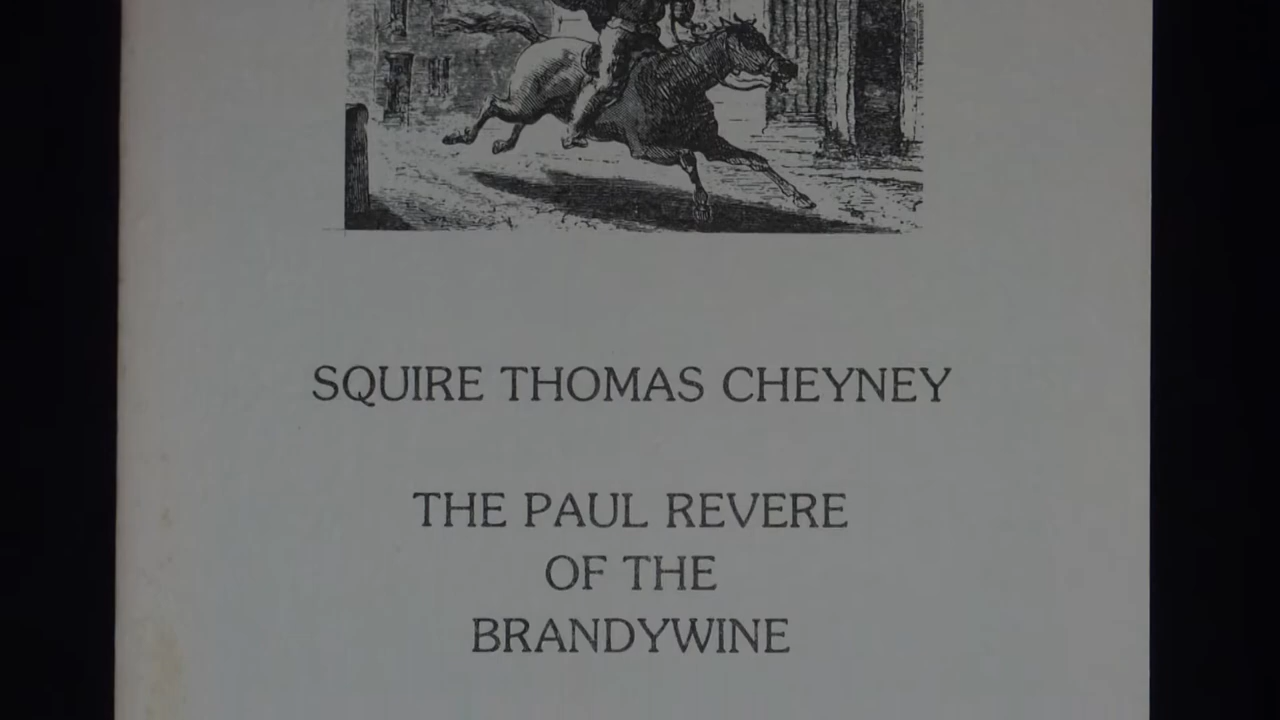 SQUIRE THOMAS CHEYNEY
THE PAUL REVERE
OF THE
BRANDYWINE